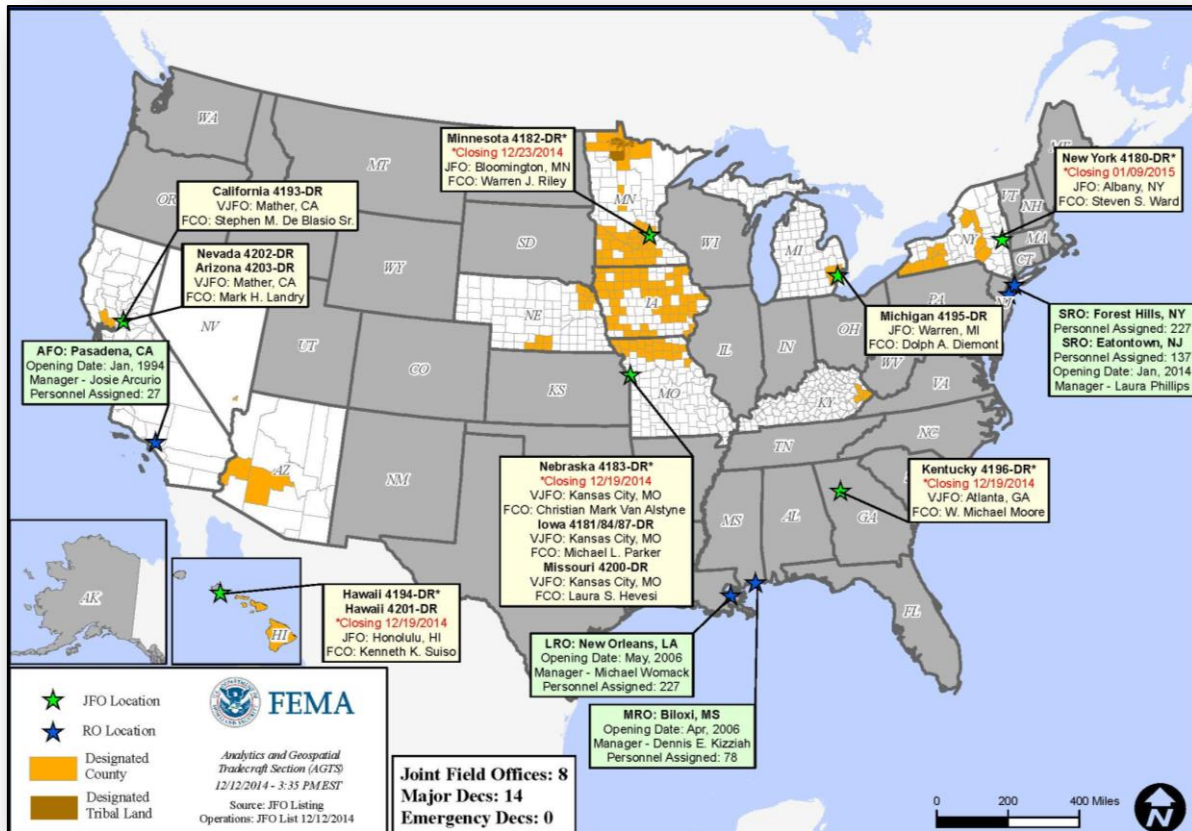 WA
OR
MT
SD
WY
NV
UT
CO
NE
KS
MN
IA
MO
WI
MI
IL
IN
OH
KY
WV
VA
PA
NY
VT
NH
MA
CT
NJ
ME
TN
NC
AZ
NM
MS
AL
GA
FL
AK
HI
California 4193-DR
VJFO: Mather, CA
FCO: Stephen M. De Blasio Sr.
Nevada 4202-DR
Arizona 4203-DR
VJFO: Mather, CA
FCO: Mark H. Landry
AFO: Pasadena, CA
Opening Date: Jan, 1994
Manager - Josie Arcurio
Personnel Assigned: 27
Minnesota 4182-DR*
*Closing 12/23/2014
JFO: Bloomington, MN
FCO: Warren J. Riley
New York 4180-DR*
*Closing 01/09/2015
JFO: Albany, NY
FCO: Steven S. Ward
Michigan 4195-DR
JFO: Warren, MI
FCO: Dolph A. Diemont
SRO: Forest Hills, NY
Personnel Assigned: 227
SRO: Eatontown, NJ
Personnel Assigned: 137
Opening Date: Jan, 2014
Manager - Laura Phillips
Nebraska 4183-DR*
*Closing 12/19/2014
VJFO: Kansas City, MO
FCO: Christian Mark Van Alstyne
Iowa 4181/84/87-DR
VJFO: Kansas City, MO
FCO: Michael L. Parker
Missouri 4200-DR
VJFO: Kansas City, MO
FCO: Laura S. Hevesi
Kentucky 4196-DR*
*Closing 12/19/2014
VJFO: Atlanta, GA
FCO: W. Michael Moore
Hawaii 4194-DR*
Hawaii 4201-DR
*Closing 12/19/2014
JFO: Honolulu, HI
FCO: Kenneth K. Suiso
LRO: New Orleans, LA
Opening Date: May, 2006
Manager - Michael Womack
Personnel Assigned: 227
MRO: Biloxi, MS
Opening Date: Apr, 2006
Manager - Dennis E. Kizziah
Personnel Assigned: 78
JFO Location
RO Location
Designated
County
Designated
Tribal Land
FEMA
Analytics and Geospatial
Tradecraft Section (AGTS)
12/12/2014 - 3:35 PM EST
Source: JFO Listing
Operations: JFO List 12/12/2014
Joint Field Offices: 8
Major Decs: 14
Emergency Decs: 0
0 200 400 Miles
N